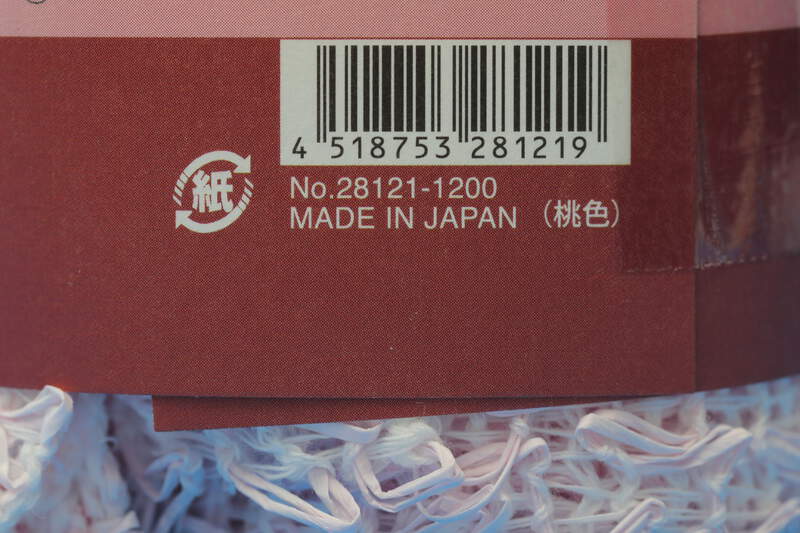 4 518753 281219
紙
No.28121-1200
MADE IN JAPAN （桃色）